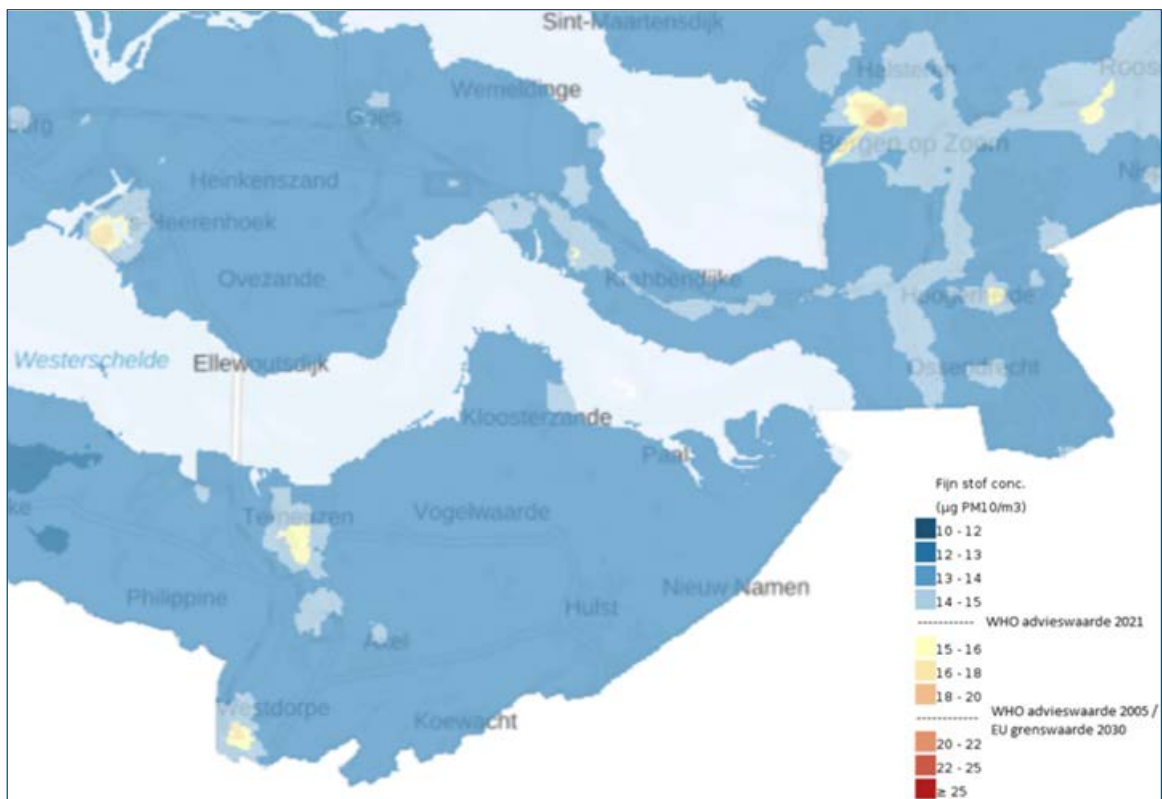 Sint-Maartensdijk
Halsteren
Roos
Wemeldinge
Goes
Bergen op Zoom
Heinkenszand
s-Heerenhoek
Ovezande
Krabbendijke
Hoogerheide
Westerschelde
Ellewoutsdijk
Ossendrecht
Kloosterzande
Paal
ke
Terneuzen
Vogelwaarde
Philippine
Nieuw Namen
Hulst
Axel
Westdorpe
Koewacht
Fijn stof conc.
(µg PM10/m3)
10 - 12
12 - 13
13 - 14
14 - 15
---------- WHO advieswaarde 2021
15 - 16
16 - 18
18 - 20
---------- WHO advieswaarde 2005 /
EU grenswaarde 2030
20 - 22
22 - 25
≥ 25